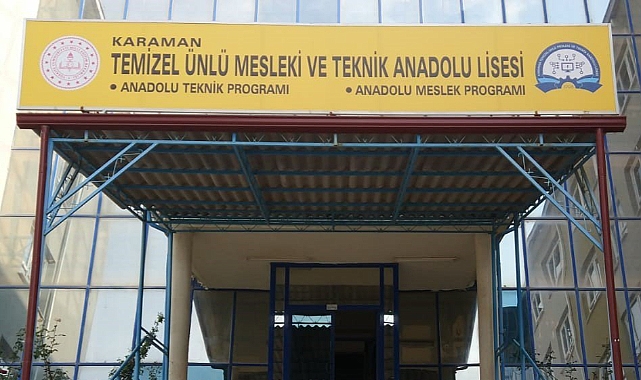 KARAMAN
TEMİZEL ÜNLÜ MESLEKİ VE TEKNİK ANADOLU LİSESİ
• ANADOLU TEKNİK PROGRAMI • ANADOLU MESLEK PROGRAMI